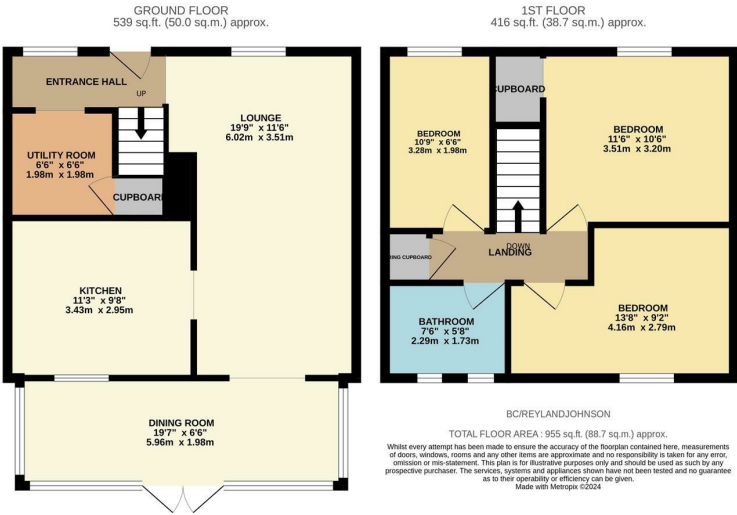 GROUND FLOOR
539 sq.ft. (50.0 sq.m.) approx.
ENTRANCE HALL
UP
LOUNGE
19'9" x 11'6"
6.02m x 3.51m
UTILITY ROOM
6'6" x 6'6"
1.98m x 1.98m
CUPBOARD
KITCHEN
11'3" x 9'8"
3.43m x 2.95m
DINING ROOM
19'7" x 6'6"
5.96m x 1.98m
1ST FLOOR
416 sq.ft. (38.7 sq.m.) approx.
CUPBOARD
BEDROOM
10'9" x 6'6"
3.28m x 1.98m
BEDROOM
11'6" x 10'6"
3.51m x 3.20m
DOWN
LANDING
ING CUPBOARD
BATHROOM
7'6" x 5'8"
2.29m x 1.73m
BEDROOM
13'8" x 9'2"
4.16m x 2.79m
BC/REYLANDJOHNSON
TOTAL FLOOR AREA : 955 sq.ft. (88.7 sq.m.) approx.
Whilst every attempt has been made to ensure the accuracy of the floorplan contained here, measurements
of doors, windows, rooms and any other items are approximate and no responsibility is taken for any error,
omission or mis-statement. This plan is for illustrative purposes only and should be used as such by any
prospective purchaser. The services, systems and appliances shown have not been tested and no guarantee
as to their operability or efficiency can be given.
Made with Metropix ©2024